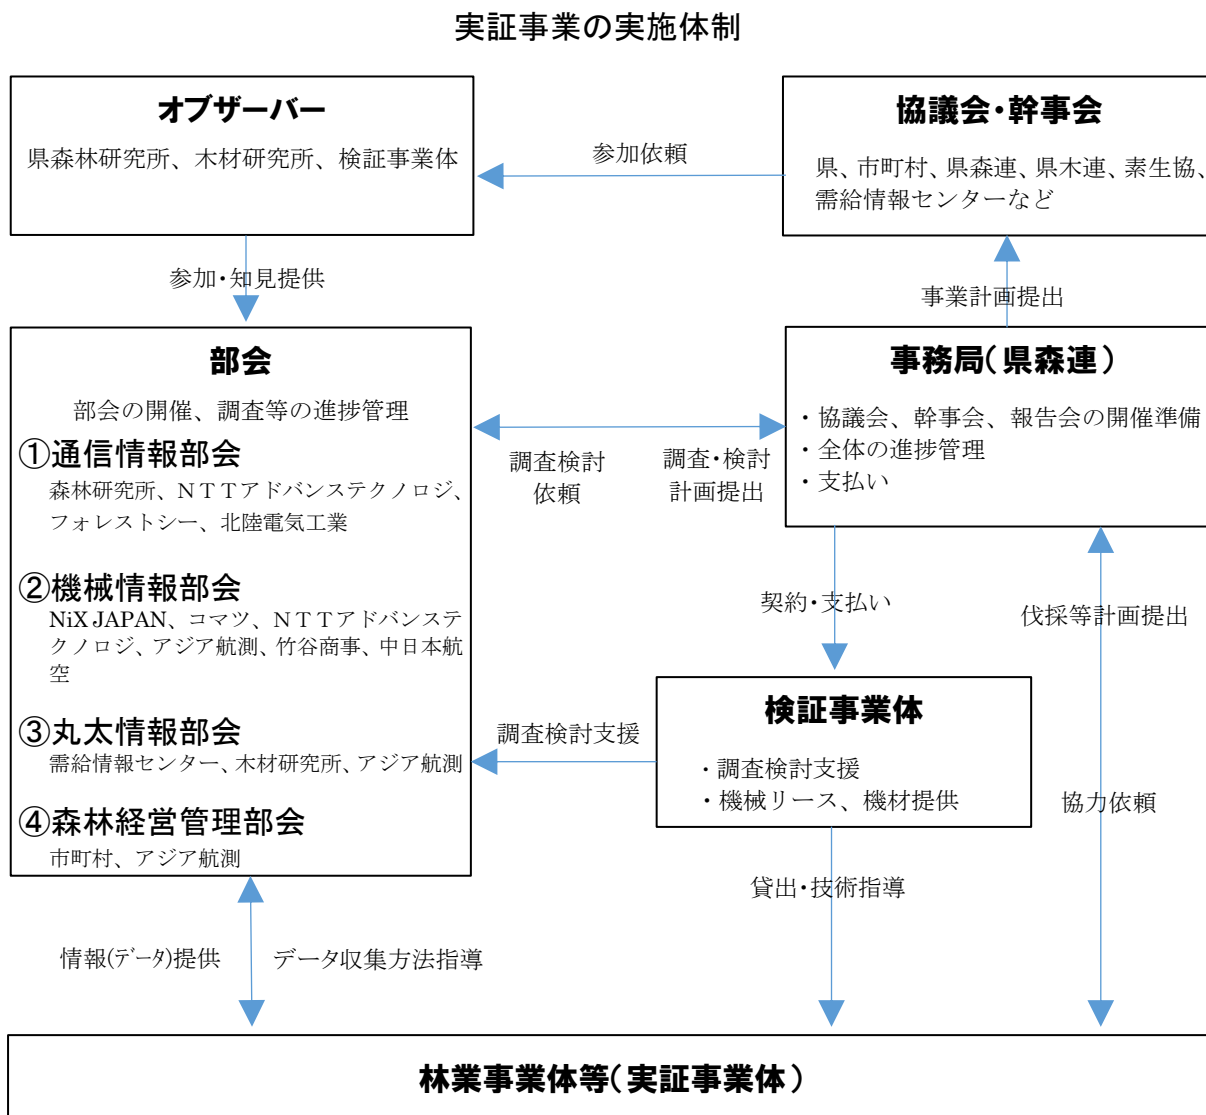 実証事業の実施体制
オブザーバー
県森林研究所、木材研究所、検証事業体
参加依頼
協議会・幹事会
県、市町村、県森連、県木連、素生協、
需給情報センターなど
参加・知見提供
事業計画提出
部会
部会の開催、調査等の進捗管理
①通信情報部会
森林研究所、ＮＴＴアドバンステクノロジ、
フォレストシー、北陸電気工業
②機械情報部会
NiX JAPAN、コマツ、ＮＴＴアドバンステ
クノロジ、アジア航測、竹谷商事、中日本航
空
③丸太情報部会
需給情報センター、木材研究所、アジア航測
④森林経営管理部会
市町村、アジア航測
調査検討
依頼
調査・検討
計画提出
事務局（県森連）
・協議会、幹事会、報告会の開催準備
・全体の進捗管理
・支払い
契約・支払い
伐採等計画提出
検証事業体
・調査検討支援
・機械リース、機材提供
調査検討支援
協力依頼
貸出・技術指導
情報(ﾃﾞｰﾀ)提供
データ収集方法指導
林業事業体等（実証事業体）